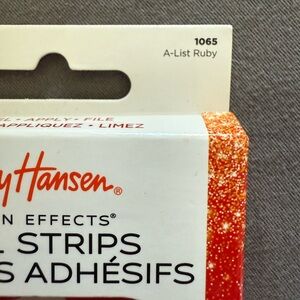 1065
A-List Ruby
• APPLY • FILE
APPLIQUEZ • LIMEZ
y Hansen®
N EFFECTS®
L STRIPS
S ADHÉSIFS